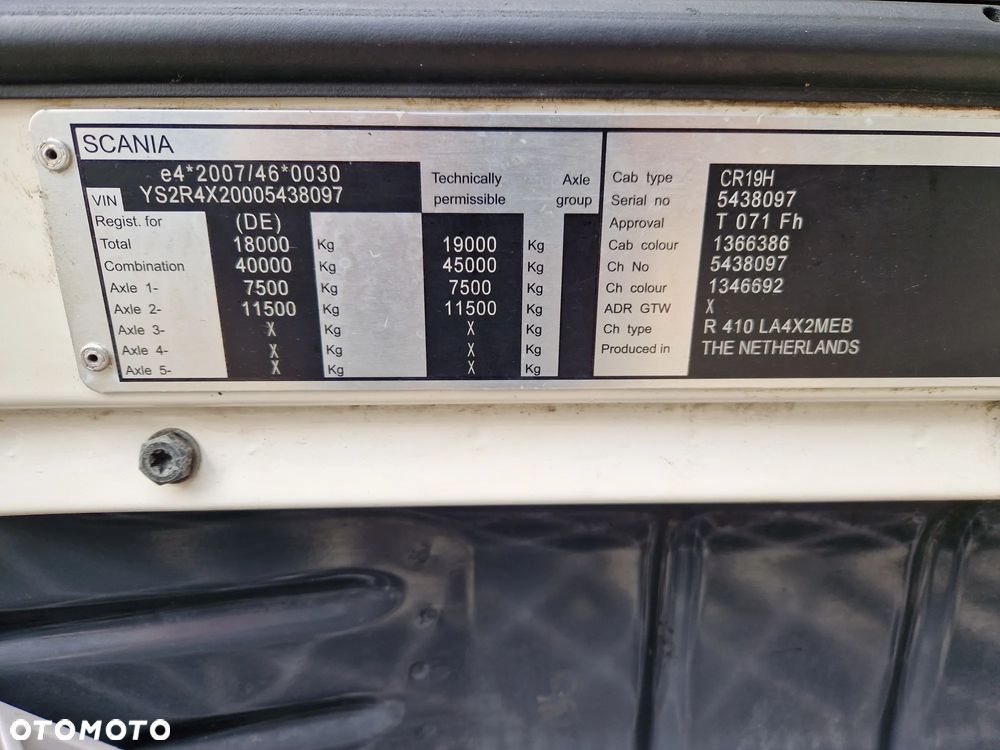 SCANIA
e4*2007/46*0030
VIN YS2R4X20005438097
Technically permissible
Axle group
Regist. for (DE)
Total 18000 Kg 19000 Kg
Combination 40000 Kg 45000 Kg
Axle 1- 7500 Kg 7500 Kg
Axle 2- 11500 Kg 11500 Kg
Axle 3- X Kg X Kg
Axle 4- X Kg X Kg
Axle 5- X Kg X Kg
Cab type CR19H
Serial no 5438097
Approval T 071 Fh
Cab colour 1366386
Ch No 5438097
Ch colour 1346692
ADR GTW X
Ch type R 410 LA4X2MEB
Produced in THE NETHERLANDS
OTOMOTO